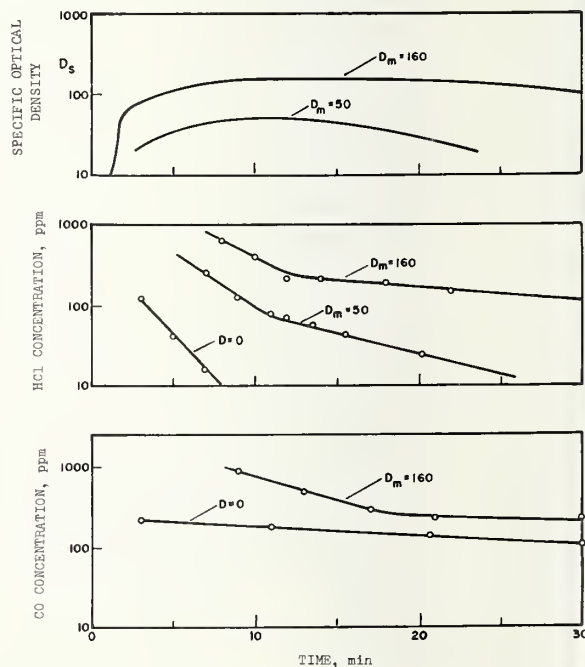 1000
SPECIFIC OPTICAL
DENSITY
Ds
100
10
Dm=160
Dm=50
HCl CONCENTRATION, ppm
1000
100
10
Dm=160
Dm=50
D=0
CO CONCENTRATION, ppm
1000
100
10
Dm=160
D=0
0 10 20 30
TIME, min